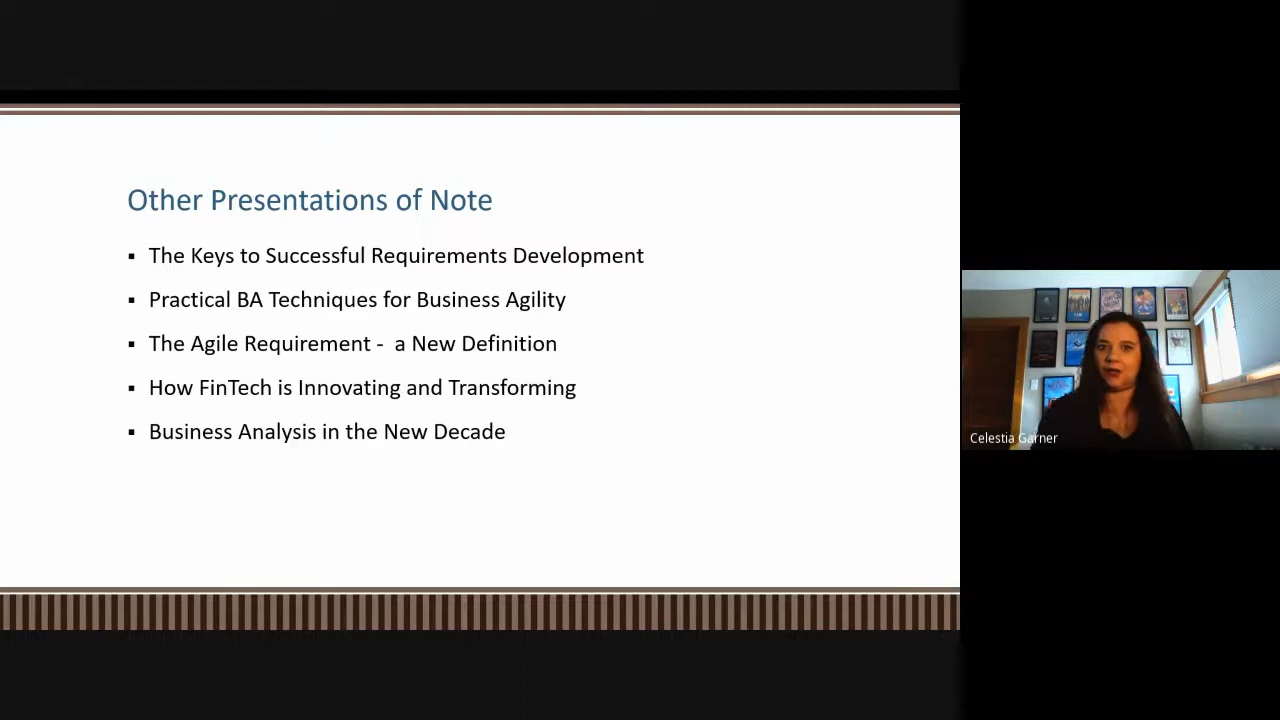 Other Presentations of Note
▪ The Keys to Successful Requirements Development
▪ Practical BA Techniques for Business Agility
▪ The Agile Requirement - a New Definition
▪ How FinTech is Innovating and Transforming
▪ Business Analysis in the New Decade
Celestia Garner